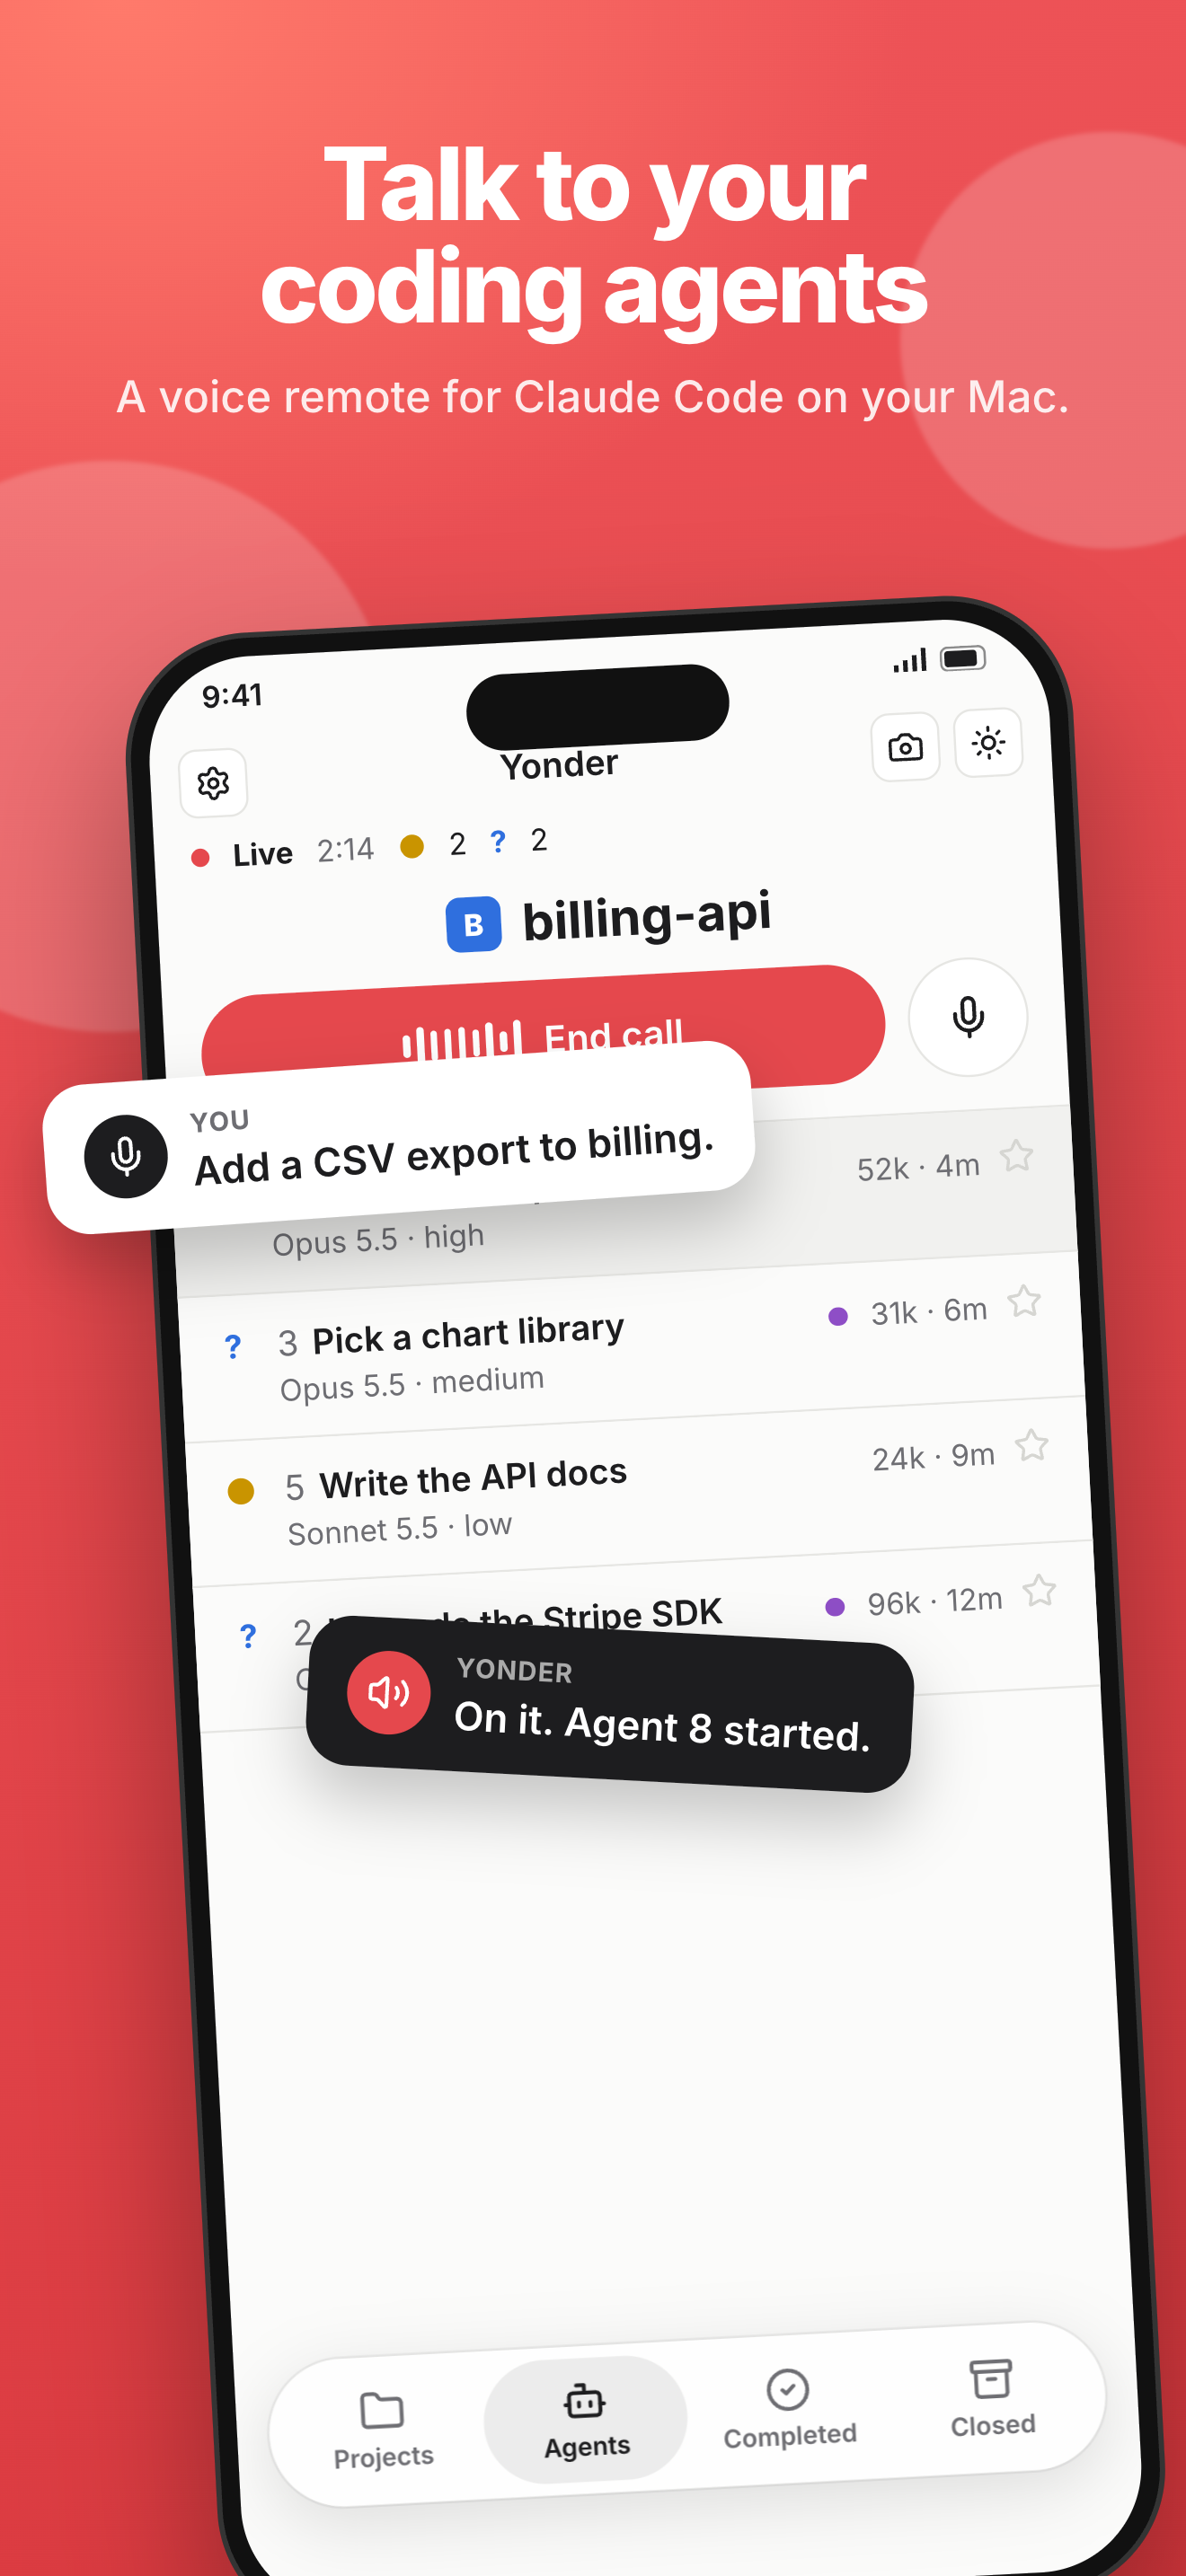 Talk to your
coding agents
A voice remote for Claude Code on your Mac.
9:41
Yonder
Live 2:14 2 ? 2
B billing-api
End call
YOU
Add a CSV export to billing.
52k · 4m
Opus 5.5 · high
? 3 Pick a chart library 31k · 6m
Opus 5.5 · medium
5 Write the API docs 24k · 9m
Sonnet 5.5 · low
? 2 the Stripe SDK 96k · 12m
YONDER
On it. Agent 8 started.
Projects
Agents
Completed
Closed